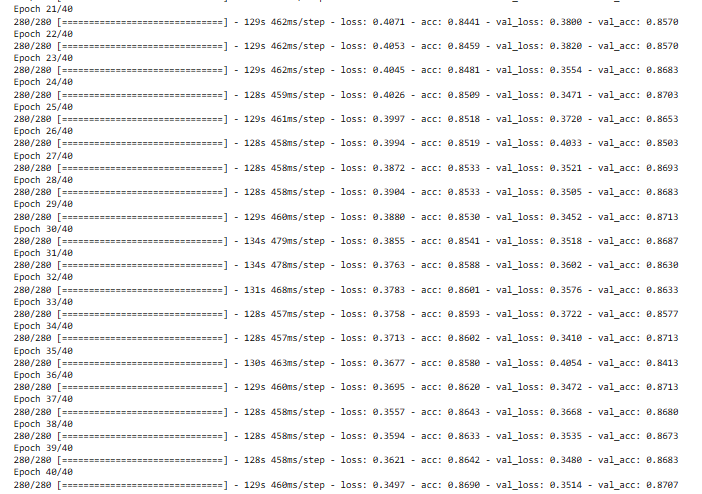 Epoch 21/40
280/280 [==============================] - 129s 462ms/step - loss: 0.4071 - acc: 0.8441 - val_loss: 0.3800 - val_acc: 0.8570
Epoch 22/40
280/280 [==============================] - 129s 462ms/step - loss: 0.4053 - acc: 0.8459 - val_loss: 0.3820 - val_acc: 0.8570
Epoch 23/40
280/280 [==============================] - 129s 462ms/step - loss: 0.4045 - acc: 0.8481 - val_loss: 0.3554 - val_acc: 0.8683
Epoch 24/40
280/280 [==============================] - 128s 459ms/step - loss: 0.4026 - acc: 0.8509 - val_loss: 0.3471 - val_acc: 0.8703
Epoch 25/40
280/280 [==============================] - 129s 461ms/step - loss: 0.3997 - acc: 0.8518 - val_loss: 0.3720 - val_acc: 0.8653
Epoch 26/40
280/280 [==============================] - 128s 458ms/step - loss: 0.3994 - acc: 0.8519 - val_loss: 0.4033 - val_acc: 0.8503
Epoch 27/40
280/280 [==============================] - 128s 458ms/step - loss: 0.3872 - acc: 0.8533 - val_loss: 0.3521 - val_acc: 0.8693
Epoch 28/40
280/280 [==============================] - 128s 458ms/step - loss: 0.3904 - acc: 0.8533 - val_loss: 0.3505 - val_acc: 0.8683
Epoch 29/40
280/280 [==============================] - 129s 460ms/step - loss: 0.3880 - acc: 0.8530 - val_loss: 0.3452 - val_acc: 0.8713
Epoch 30/40
280/280 [==============================] - 134s 479ms/step - loss: 0.3855 - acc: 0.8541 - val_loss: 0.3518 - val_acc: 0.8687
Epoch 31/40
280/280 [==============================] - 134s 478ms/step - loss: 0.3763 - acc: 0.8588 - val_loss: 0.3602 - val_acc: 0.8630
Epoch 32/40
280/280 [==============================] - 131s 468ms/step - loss: 0.3783 - acc: 0.8601 - val_loss: 0.3576 - val_acc: 0.8633
Epoch 33/40
280/280 [==============================] - 128s 457ms/step - loss: 0.3758 - acc: 0.8593 - val_loss: 0.3722 - val_acc: 0.8577
Epoch 34/40
280/280 [==============================] - 128s 457ms/step - loss: 0.3713 - acc: 0.8602 - val_loss: 0.3410 - val_acc: 0.8713
Epoch 35/40
280/280 [==============================] - 130s 463ms/step - loss: 0.3677 - acc: 0.8580 - val_loss: 0.4054 - val_acc: 0.8413
Epoch 36/40
280/280 [==============================] - 129s 460ms/step - loss: 0.3695 - acc: 0.8620 - val_loss: 0.3472 - val_acc: 0.8713
Epoch 37/40
280/280 [==============================] - 128s 458ms/step - loss: 0.3557 - acc: 0.8643 - val_loss: 0.3668 - val_acc: 0.8680
Epoch 38/40
280/280 [==============================] - 128s 458ms/step - loss: 0.3594 - acc: 0.8633 - val_loss: 0.3535 - val_acc: 0.8673
Epoch 39/40
280/280 [==============================] - 128s 458ms/step - loss: 0.3621 - acc: 0.8642 - val_loss: 0.3480 - val_acc: 0.8683
Epoch 40/40
280/280 [==============================] - 129s 460ms/step - loss: 0.3497 - acc: 0.8690 - val_loss: 0.3514 - val_acc: 0.8707